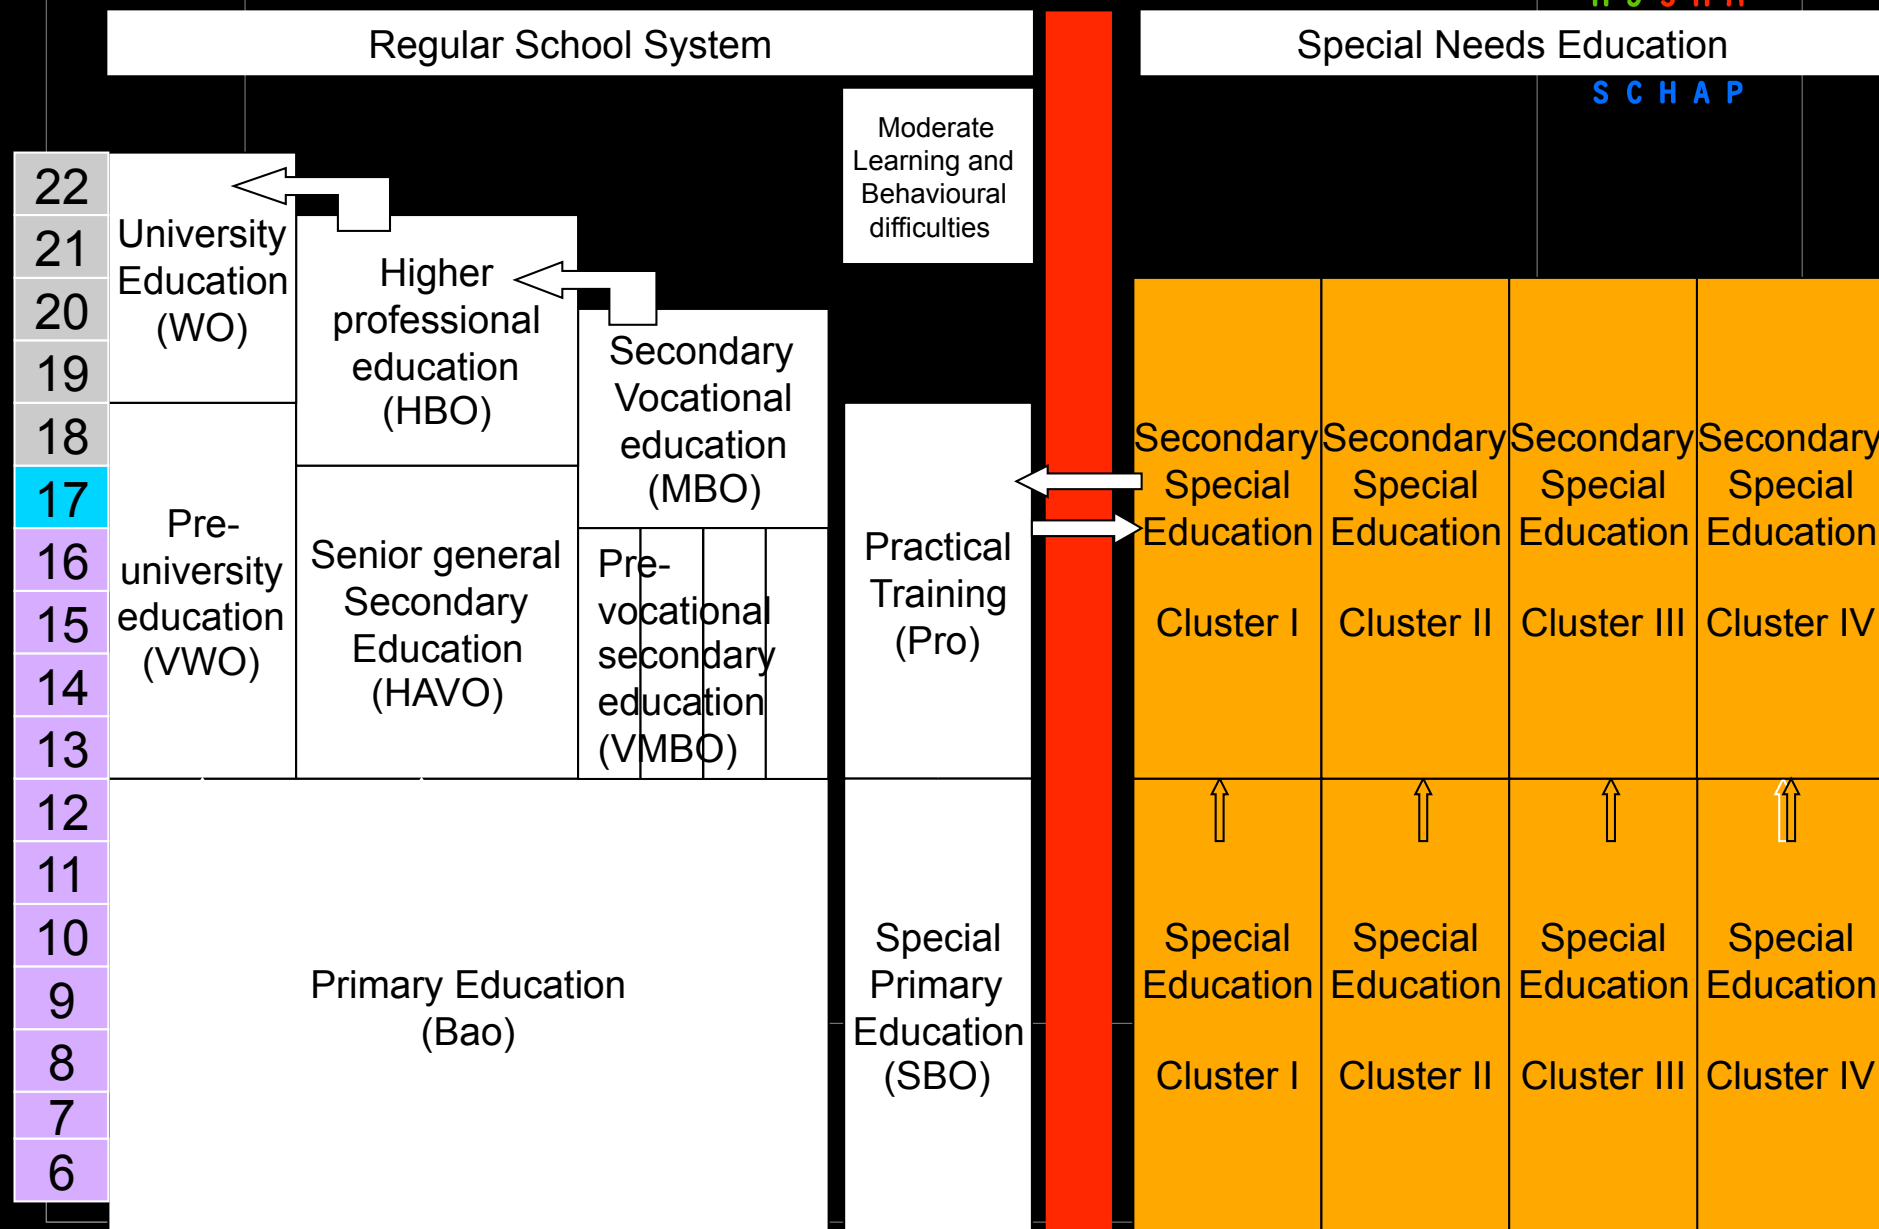 Regular School System
Special Needs Education
S C H A P
Moderate
Learning and
Behavioural
difficulties
22
21
20
19
18
17
16
15
14
13
12
11
10
9
8
7
6
University
Education
(WO)
Higher
professional
education
(HBO)
Secondary
Vocational
education
(MBO)
Pre-
university
education
(VWO)
Senior general
Secondary
Education
(HAVO)
Pre-
vocational
secondary
education
(VMBO)
Practical
Training
(Pro)
Secondary
Special
Education
Cluster I
Secondary
Special
Education
Cluster II
Secondary
Special
Education
Cluster III
Secondary
Special
Education
Cluster IV
Primary Education
(Bao)
Special
Primary
Education
(SBO)
Special
Education
Cluster I
Special
Education
Cluster II
Special
Education
Cluster III
Special
Education
Cluster IV